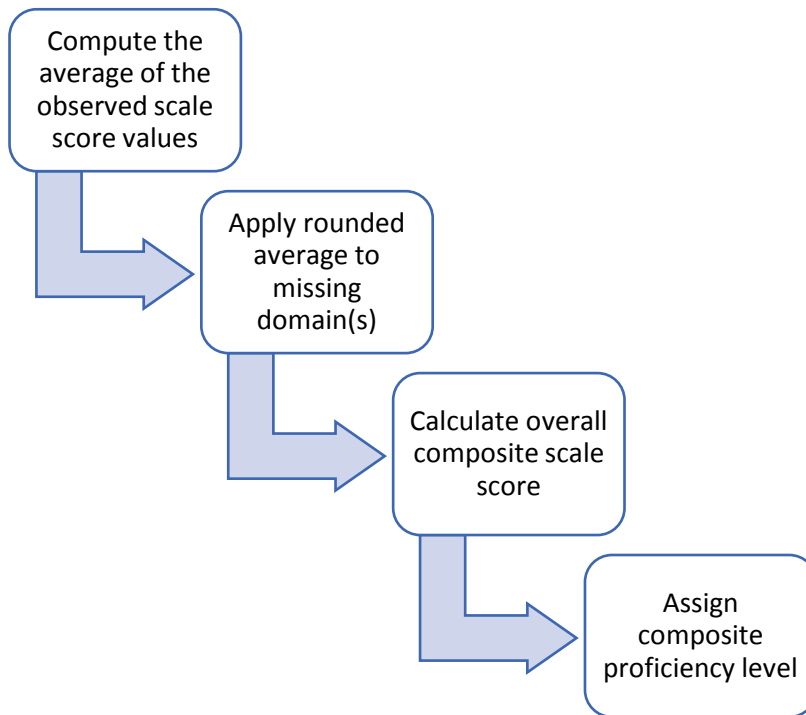 Compute the
average of the
observed scale
score values
Apply rounded
average to
missing
domain(s)
Calculate overall
composite scale
score
Assign
composite
proficiency level